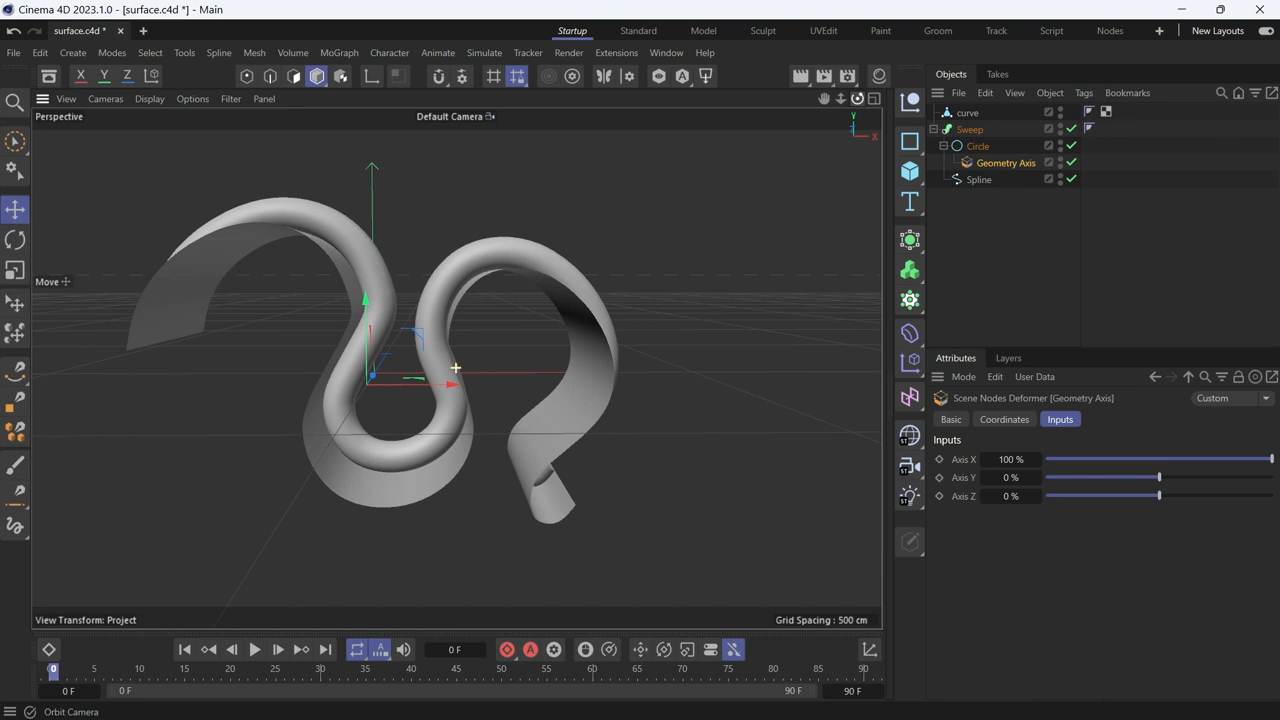 Cinema 4D 2023.1.0 - [surface.c4d *] - Main
surface.c4d *
Startup
Standard
Model
Sculpt
UVEdit
Paint
Groom
Track
Script
Nodes
New Layouts
File
Edit
Create
Modes
Select
Tools
Spline
Mesh
Volume
MoGraph
Character
Animate
Simulate
Tracker
Render
Extensions
Window
Help
X
Y
Z
Objects
Takes
View
Cameras
Display
Options
Filter
Panel
File
Edit
View
Object
Tags
Bookmarks
Perspective
Default Camera
Y
Z
X
curve
Sweep
Circle
Geometry Axis
Spline
Move
Attributes
Layers
Mode
Edit
User Data
Scene Nodes Deformer [Geometry Axis]
Custom
Basic
Coordinates
Inputs
Inputs
Axis X
100 %
Axis Y
0 %
Axis Z
0 %
View Transform: Project
Grid Spacing : 500 cm
0 F
0
5
10
15
20
25
30
35
40
45
50
55
60
65
70
75
80
85
90
0 F
0 F
90 F
90 F
Orbit Camera